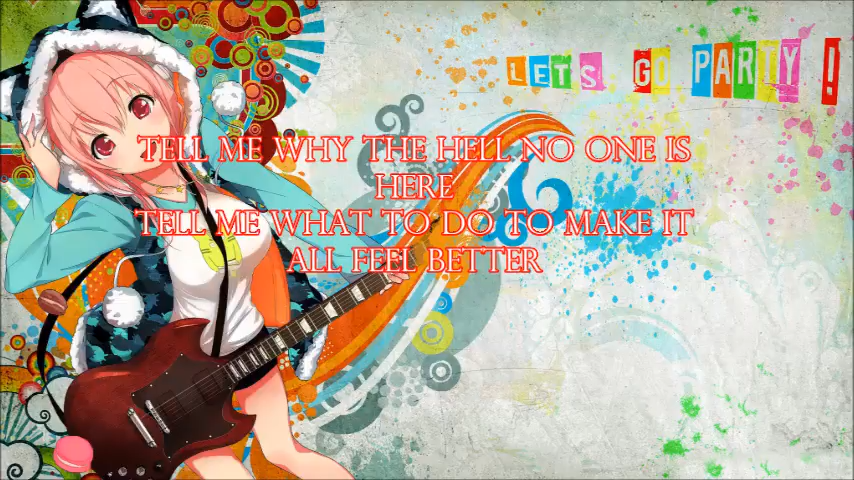 LETS GO PARTY !
TELL ME WHY THE HELL NO ONE IS
HERE
TELL ME WHAT TO DO TO MAKE IT
ALL FEEL BETTER